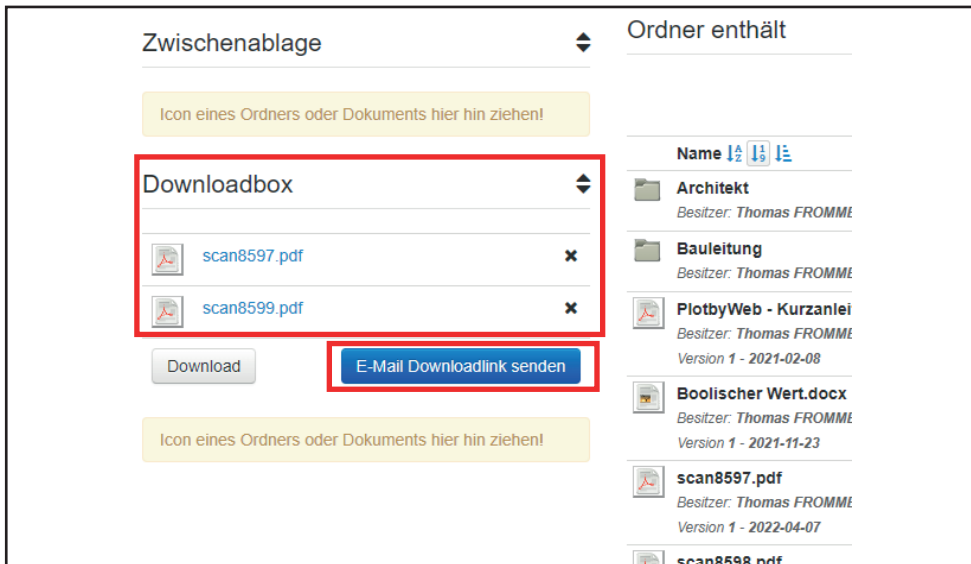 Zwischenablage
Icon eines Ordners oder Dokuments hier hin ziehen!
Downloadbox
scan8597.pdf
scan8599.pdf
Download
E-Mail Downloadlink senden
Icon eines Ordners oder Dokuments hier hin ziehen!
Ordner enthält
Name
Architekt
Besitzer: Thomas FROMME
Bauleitung
Besitzer: Thomas FROMME
PlotbyWeb - Kurzanlei
Besitzer: Thomas FROMME
Version 1 - 2021-02-08
Boolischer Wert.docx
Besitzer: Thomas FROMME
Version 1 - 2021-11-23
scan8597.pdf
Besitzer: Thomas FROMME
Version 1 - 2022-04-07
scan8598.pdf